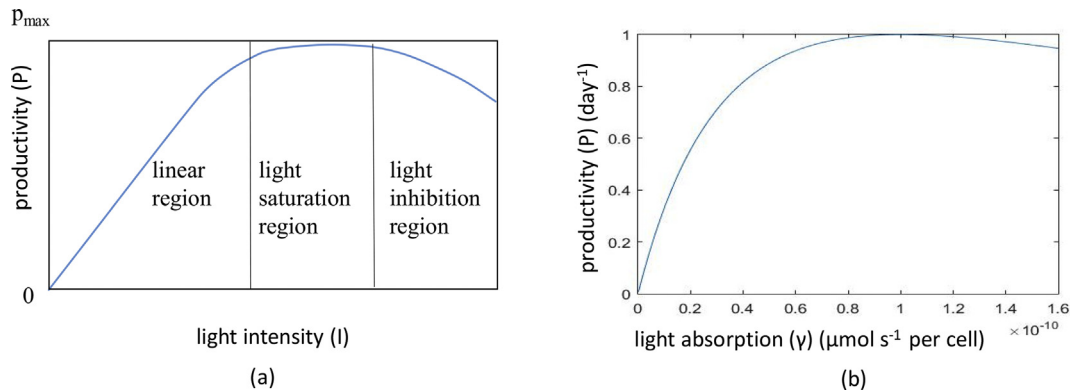 pmax
productivity (P)
linear
region
light
saturation
region
light
inhibition
region
0
light intensity (I)
(a)
productivity (P) (day-1)
1
0.8
0.6
0.4
0.2
0
0 0.2 0.4 0.6 0.8 1 1.2 1.4 1.6
× 10-10
light absorption (γ) (μmol s-1 per cell)
(b)